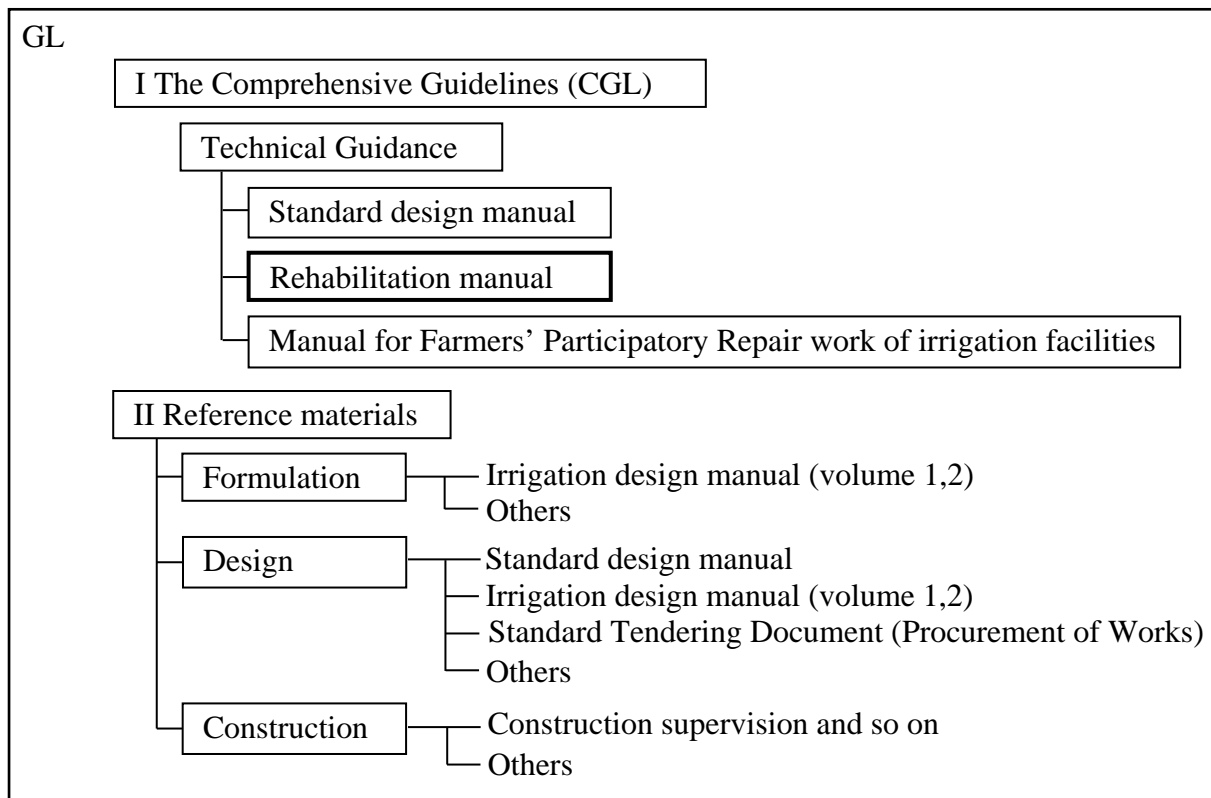 GL
I The Comprehensive Guidelines (CGL)
Technical Guidance
Standard design manual
Rehabilitation manual
Manual for Farmers’ Participatory Repair work of irrigation facilities
II Reference materials
Formulation
Irrigation design manual (volume 1,2)
Others
Design
Standard design manual
Irrigation design manual (volume 1,2)
Standard Tendering Document (Procurement of Works)
Others
Construction
Construction supervision and so on
Others